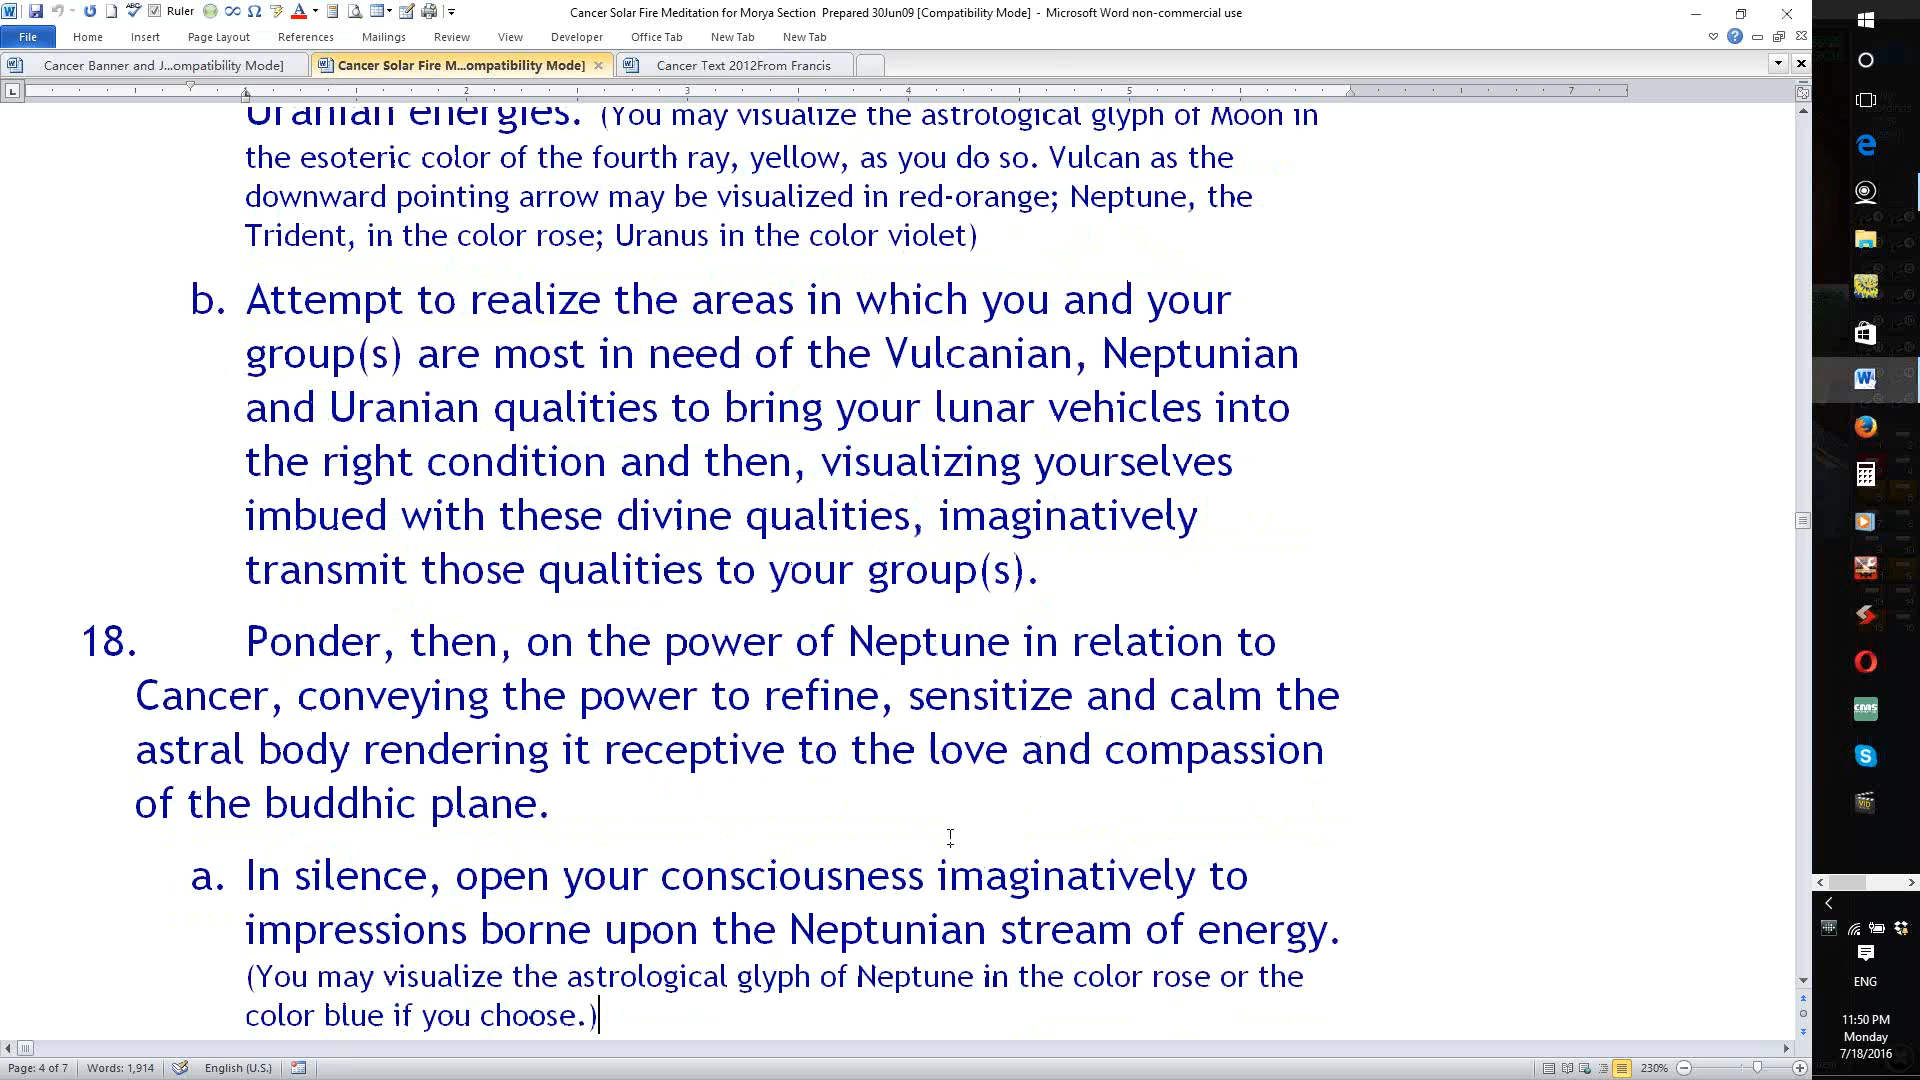 Cancer Solar Fire Meditation for Morya Section  Prepared 30Jun09 [Compatibility Mode]  -  Microsoft Word non-commercial use
Ruler
File Home Insert Page Layout References Mailings Review View Developer Office Tab New Tab New Tab
Cancer Banner and J...ompatibility Mode] Cancer Solar Fire M...ompatibility Mode] Cancer Text 2012From Francis
1 2 3 4 5 7
Uranian energies. (You may visualize the astrological glyph of Moon in
the esoteric color of the fourth ray, yellow, as you do so. Vulcan as the
downward pointing arrow may be visualized in red-orange; Neptune, the
Trident, in the color rose; Uranus in the color violet)
b. Attempt to realize the areas in which you and your
group(s) are most in need of the Vulcanian, Neptunian
and Uranian qualities to bring your lunar vehicles into
the right condition and then, visualizing yourselves
imbued with these divine qualities, imaginatively
transmit those qualities to your group(s).
18. Ponder, then, on the power of Neptune in relation to
Cancer, conveying the power to refine, sensitize and calm the
astral body rendering it receptive to the love and compassion
of the buddhic plane.
a. In silence, open your consciousness imaginatively to
impressions borne upon the Neptunian stream of energy.
(You may visualize the astrological glyph of Neptune in the color rose or the
color blue if you choose.)
Page: 4 of 7 Words: 1,914 English (U.S.) 230%
ENG
11:50 PM
Monday
7/18/2016